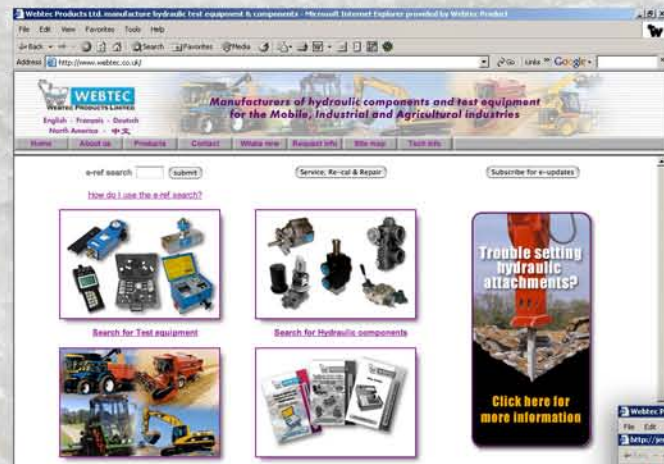 Webtec Products Ltd. manufacture hydraulic test equipment & components - Microsoft Internet Explorer provided by Webtec Product
File Edit View Favorites Tools Help
Back Search Favorites Media
Address http://www.webtec.co.uk/ Go Links Google
WEBTEC
WEBTEC PRODUCTS LIMITED
English - Français - Deutsch
North America - 中文
Manufacturers of hydraulic components and test equipment
for the Mobile, Industrial and Agricultural industries
Home About us Products Contact Whats new Request info Site map Tech info
e-ref search submit Service, Re-cal & Repair Subscribe for e-updates
How do I use the e-ref search?
Trouble setting
hydraulic
attachments?
Search for Test equipment Search for Hydraulic components
WEBTEC
Click here for
more information
Webtec P
File Edit
http://je